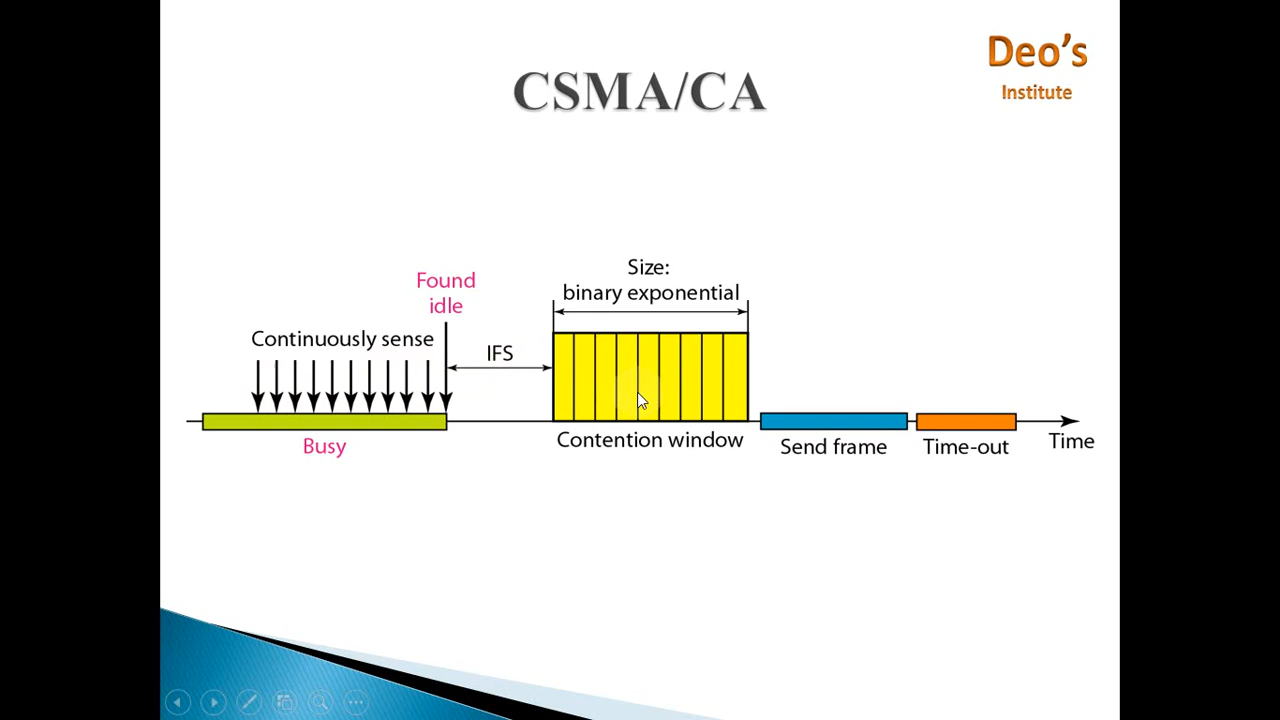 Deo's
Institute
CSMA/CA
Size:
binary exponential
Found
idle
Continuously sense
IFS
Busy
Contention window
Send frame
Time-out
Time